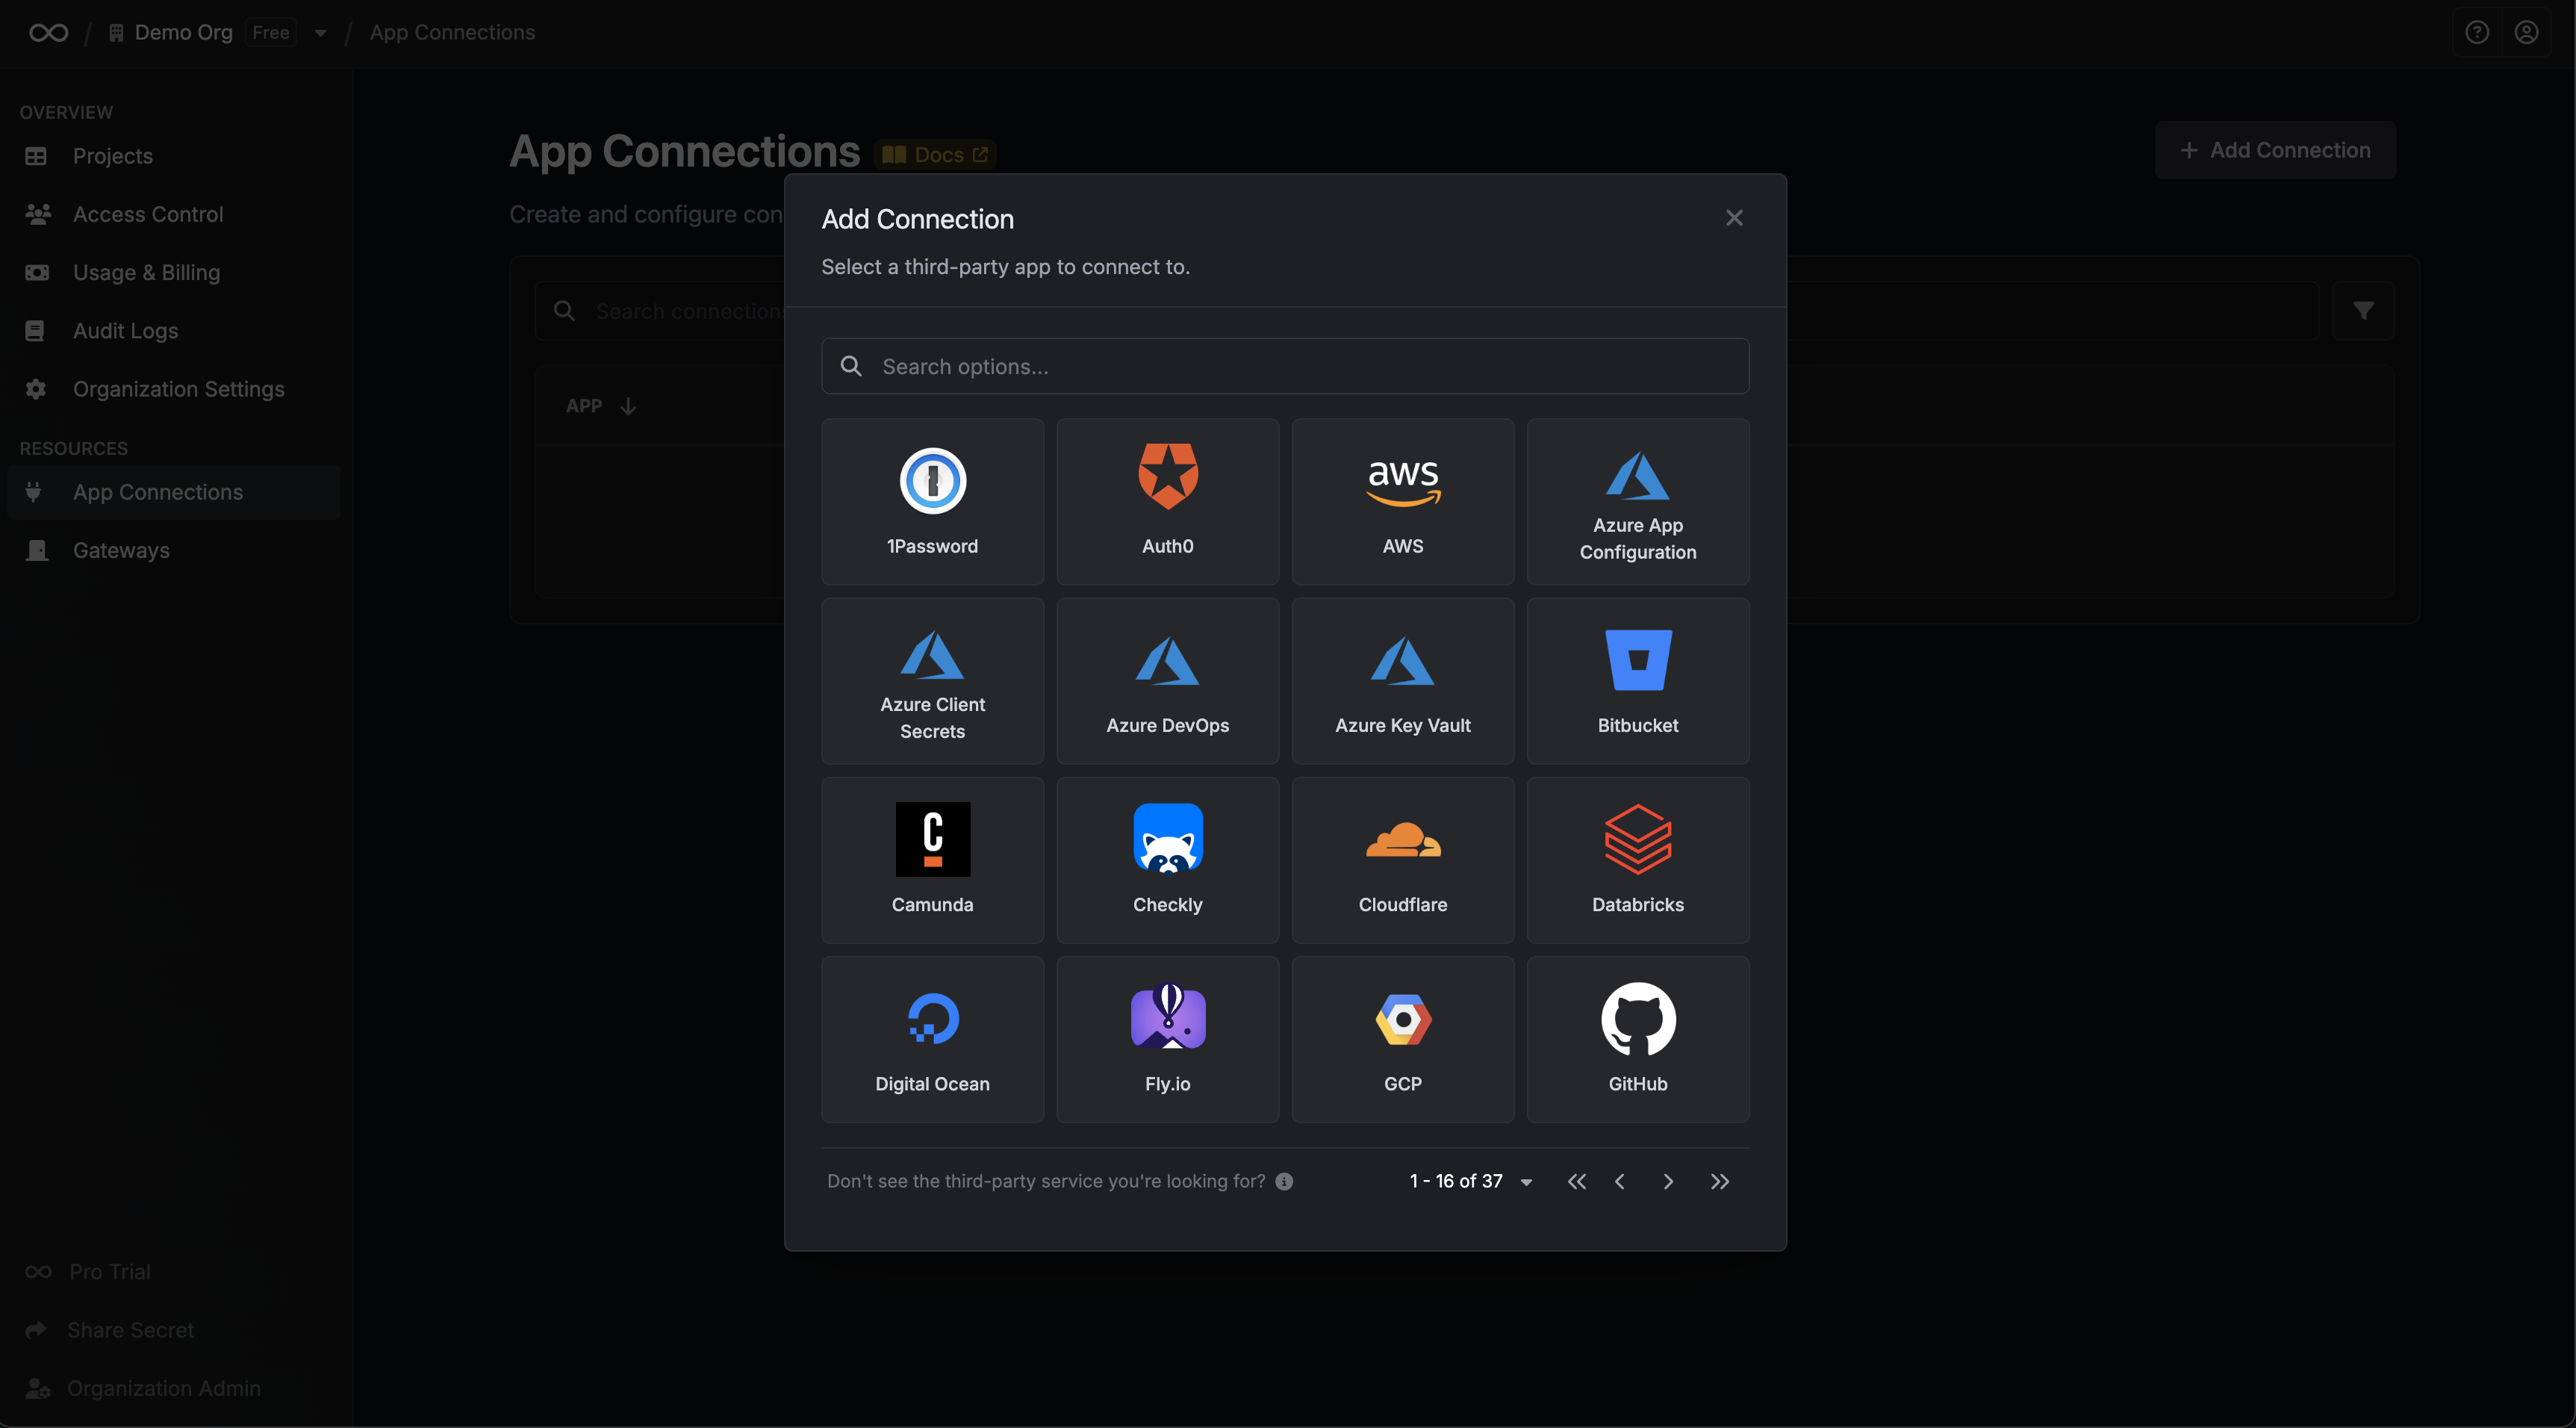 Demo Org Free App Connections
OVERVIEW
Projects
Access Control
Usage & Billing
Audit Logs
Organization Settings
RESOURCES
App Connections
Gateways
Pro Trial
Share Secret
Organization Admin
App Connections Docs
Add Connection
Create and configure con
Search connection
APP
Add Connection
Select a third-party app to connect to.
Search options...
1Password
Auth0
aws
AWS
Azure App
Configuration
Azure Client
Secrets
Azure DevOps
Azure Key Vault
Bitbucket
C
Camunda
Checkly
Cloudflare
Databricks
Digital Ocean
Fly.io
GCP
GitHub
Don't see the third-party service you're looking for?
1 - 16 of 37